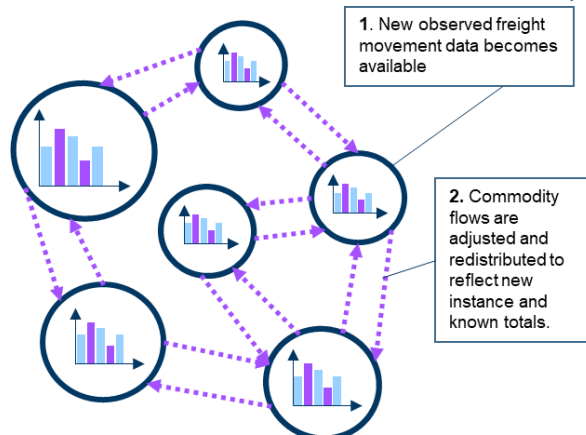 1. New observed freight
movement data becomes
available
2. Commodity
flows are
adjusted and
redistributed to
reflect new
instance and
known totals.